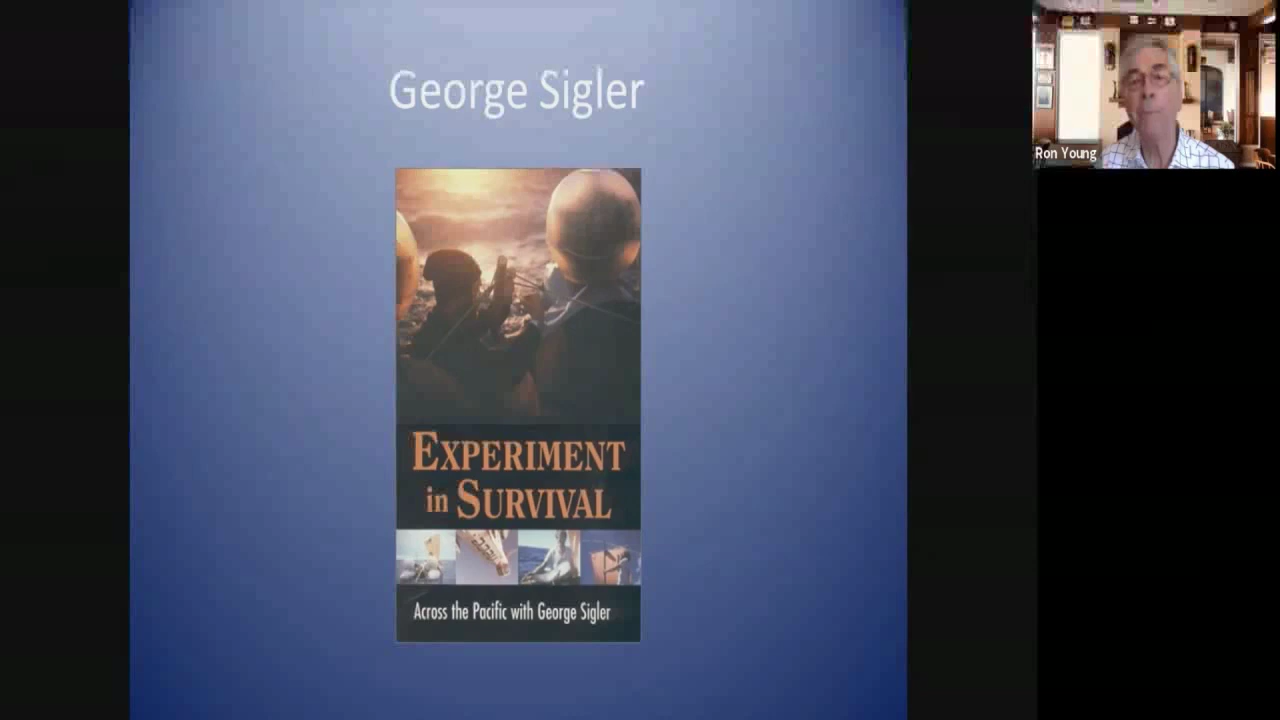 George Sigler
Ron Young
EXPERIMENT
in SURVIVAL
Across the Pacific with George Sigler